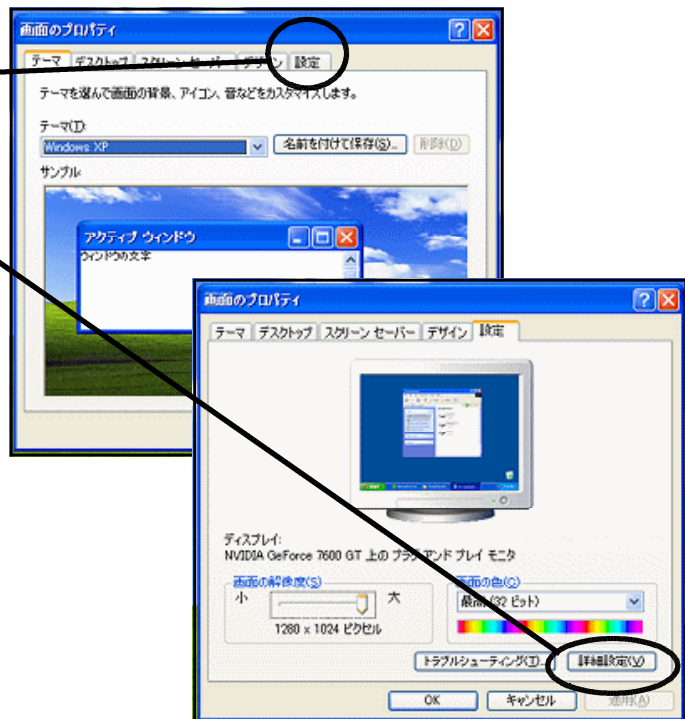 画面のプロパティ
テーマ デスクトップ スクリーン セーバー デザイン 設定
テーマを選んで画面の背景、アイコン、音などをカスタマイズします。
テーマ(T):
Windows XP
名前を付けて保存(S)...
削除(D)
サンプル:
アクティブ ウィンドウ
ウィンドウの文字
画面のプロパティ
テーマ デスクトップ スクリーン セーバー デザイン 設定
ディスプレイ:
NVIDIA GeForce 7600 GT 上の プラグ アンド プレイ モニタ
画面の解像度(S)
小 大
1280 x 1024 ピクセル
画面の色(C)
最高 (32 ビット)
トラブルシューティング(T)...
詳細設定(V)
OK キャンセル 適用(A)